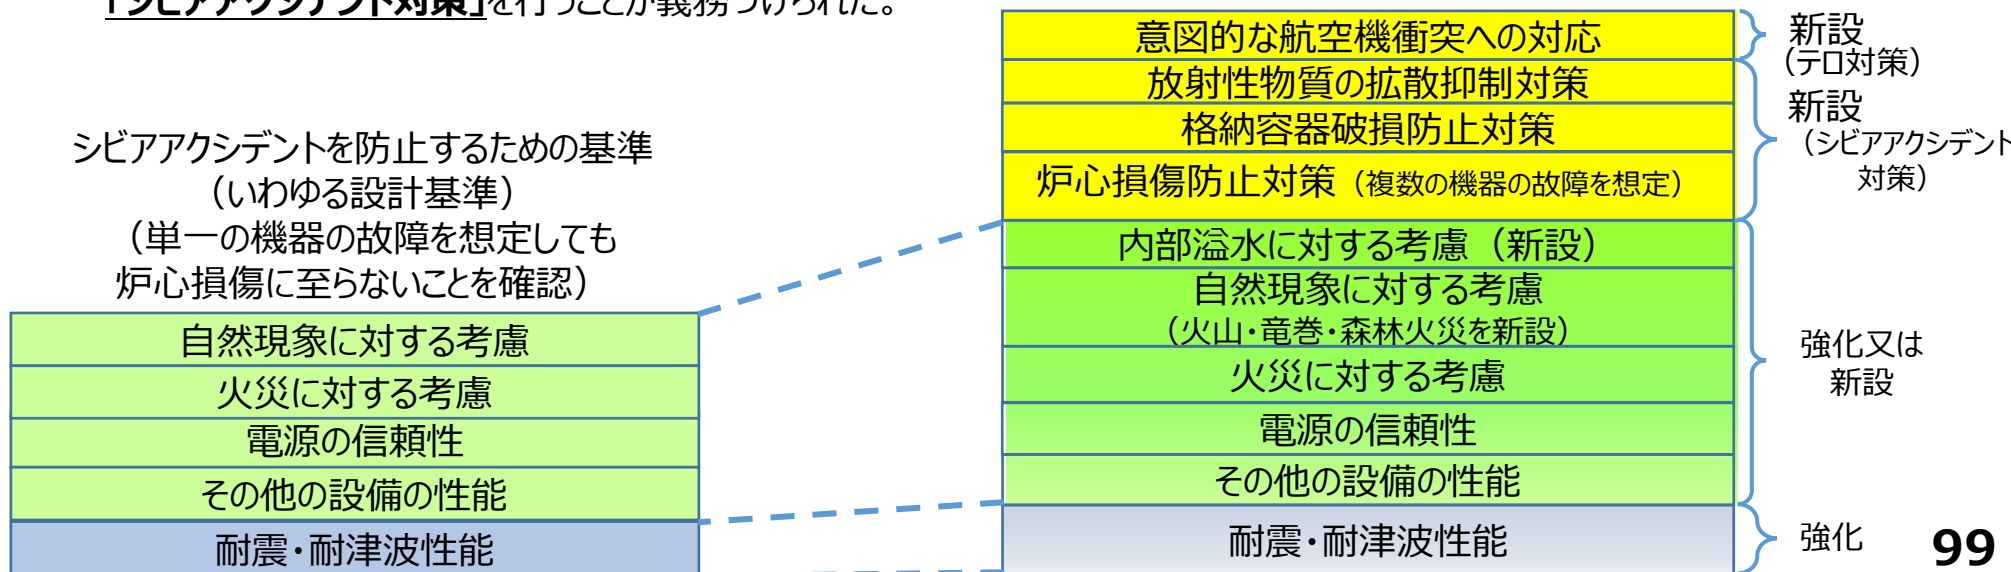 「シビアアクシデント対策」を行うことが義務づけられた。
シビアアクシデントを防止するための基準
（いわゆる設計基準）
（単一の機器の故障を想定しても
炉心損傷に至らないことを確認）
自然現象に対する考慮
火災に対する考慮
電源の信頼性
その他の設備の性能
耐震・耐津波性能
意図的な航空機衝突への対応
放射性物質の拡散抑制対策
格納容器破損防止対策
炉心損傷防止対策（複数の機器の故障を想定）
内部溢水に対する考慮（新設）
自然現象に対する考慮
（火山・竜巻・森林火災を新設）
火災に対する考慮
電源の信頼性
その他の設備の性能
耐震・耐津波性能
新設
（テロ対策）
新設
（シビアアクシデント
対策）
強化又は
新設
強化
99